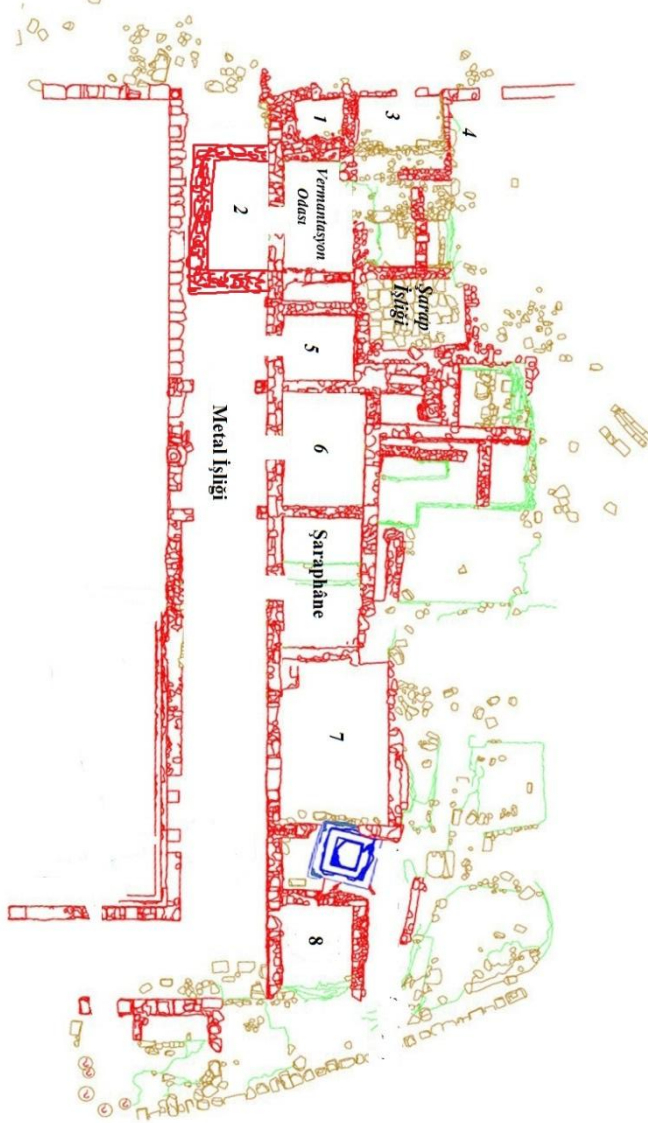 1
3
4
2
Vermantasyon
Odası
Şarap
İşliği
5
6
Metal İşliği
Şaraphâne
7
8
?
?
?
?
?